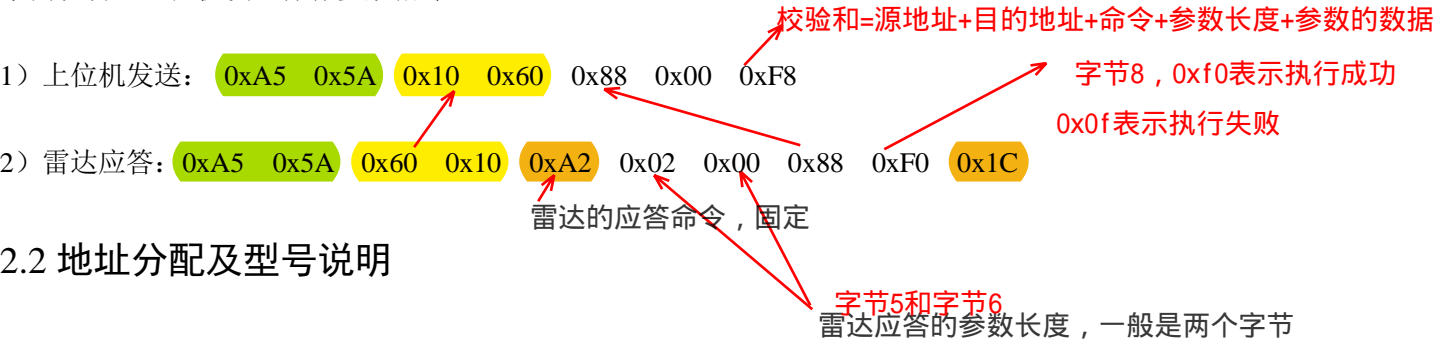 校验和=源地址+目的地址+命令+参数长度+参数的数据
1）上位机发送： 0xA5 0x5A 0x10 0x60 0x88 0x00 0xF8
字节8，0xf0表示执行成功
0x0f表示执行失败
2）雷达应答：0xA5 0x5A 0x60 0x10 0xA2 0x02 0x00 0x88 0xF0 0x1C
雷达的应答命令，固定
2.2 地址分配及型号说明
字节5和字节6
雷达应答的参数长度，一般是两个字节